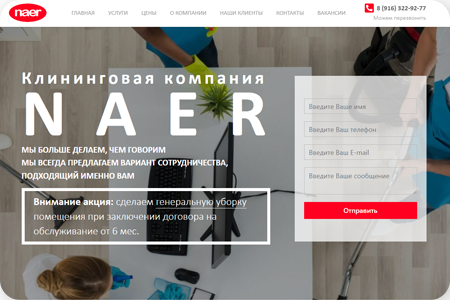 naer
ГЛАВНАЯ УСЛУГИ ЦЕНЫ О КОМПАНИИ НАШИ КЛИЕНТЫ КОНТАКТЫ ВАКАНСИИ
8 (916) 322-92-77
Можем перезвонить
Клининговая компания
NAER
МЫ БОЛЬШЕ ДЕЛАЕМ, ЧЕМ ГОВОРИМ
МЫ ВСЕГДА ПРЕДЛАГАЕМ ВАРИАНТ СОТРУДНИЧЕСТВА,
ПОДХОДЯЩИЙ ИМЕННО ВАМ
Внимание акция: сделаем генеральную уборку
помещения при заключении договора на
обслуживание от 6 мес.
Введите Ваше имя
Введите Ваш телефон
Введите Ваш E-mail
Введите Ваше сообщение
Отправить